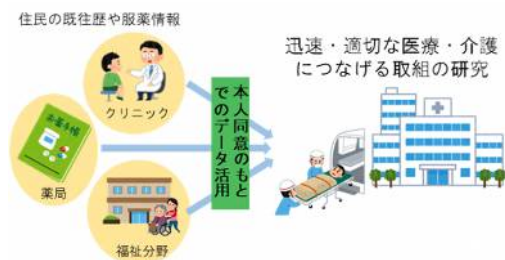 住民の既往歴や服薬情報
迅速・適切な医療・介護
につなげる取組の研究
クリニック
お薬手帳
薬局
福祉分野
本人同意のもと
でのデータ活用